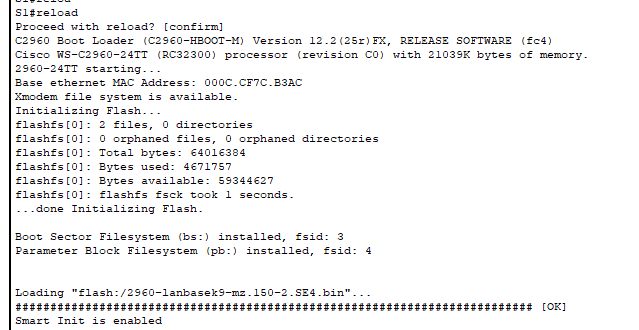 S1#reload
S1#reload
Proceed with reload? [confirm]
C2960 Boot Loader (C2960-HBOOT-M) Version 12.2(25r)FX, RELEASE SOFTWARE (fc4)
Cisco WS-C2960-24TT (RC32300) processor (revision C0) with 21039K bytes of memory.
2960-24TT starting...
Base ethernet MAC Address: 000C.CF7C.B3AC
Xmodem file system is available.
Initializing Flash...
flashfs[0]: 2 files, 0 directories
flashfs[0]: 0 orphaned files, 0 orphaned directories
flashfs[0]: Total bytes: 64016384
flashfs[0]: Bytes used: 4671757
flashfs[0]: Bytes available: 59344627
flashfs[0]: flashfs fsck took 1 seconds.
...done Initializing Flash.
Boot Sector Filesystem (bs:) installed, fsid: 3
Parameter Block Filesystem (pb:) installed, fsid: 4
Loading "flash:/2960-lanbasek9-mz.150-2.SE4.bin"...
########################################################################## [OK]
Smart Init is enabled